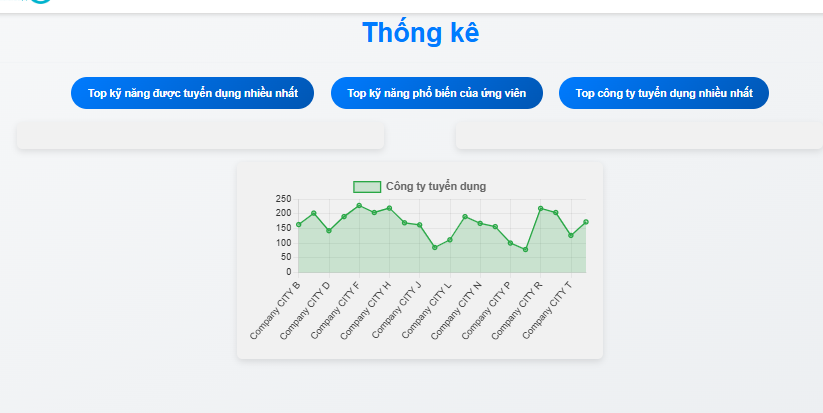 Thống kê
Top kỹ năng được tuyển dụng nhiều nhất
Top kỹ năng phổ biến của ứng viên
Top công ty tuyển dụng nhiều nhất
Công ty tuyển dụng
250
200
150
100
50
0
Company CITY B
Company CITY D
Company CITY F
Company CITY H
Company CITY J
Company CITY L
Company CITY N
Company CITY P
Company CITY R
Company CITY T